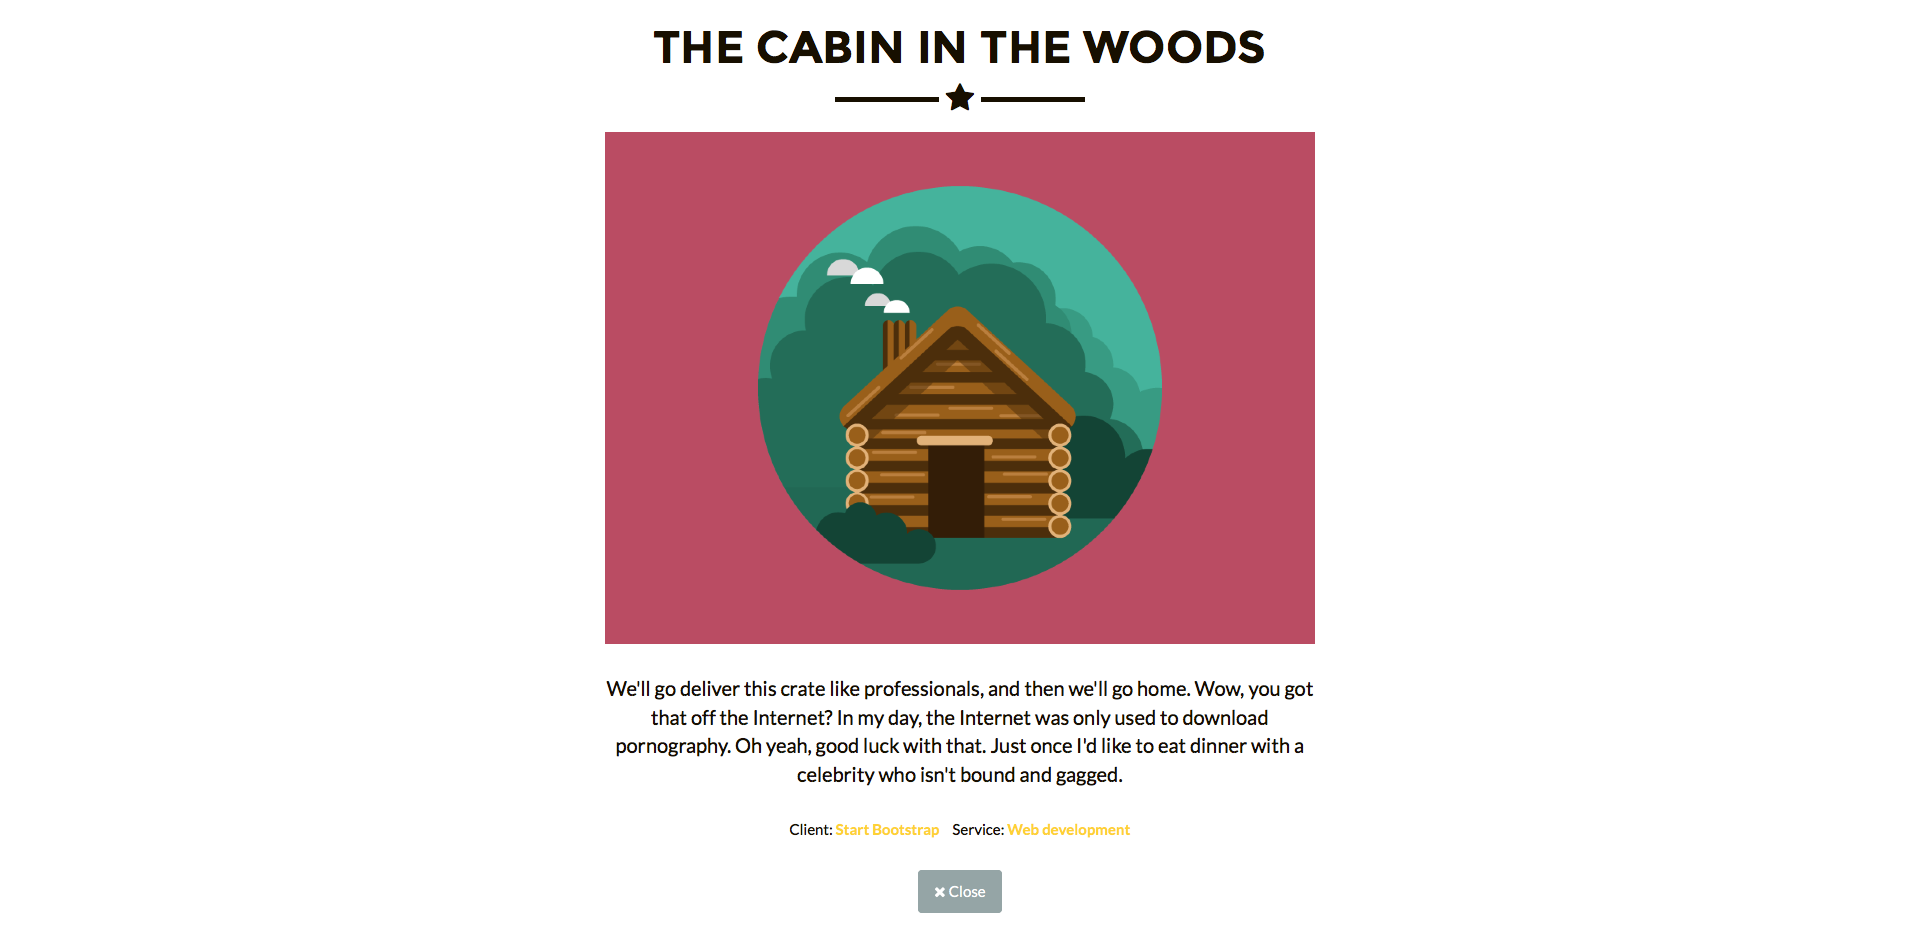 THE CABIN IN THE WOODS
We'll go deliver this crate like professionals, and then we'll go home. Wow, you got
that off the Internet? In my day, the Internet was only used to download
pornography. Oh yeah, good luck with that. Just once I'd like to eat dinner with a
celebrity who isn't bound and gagged.
Client: Start Bootstrap Service: Web development
Close